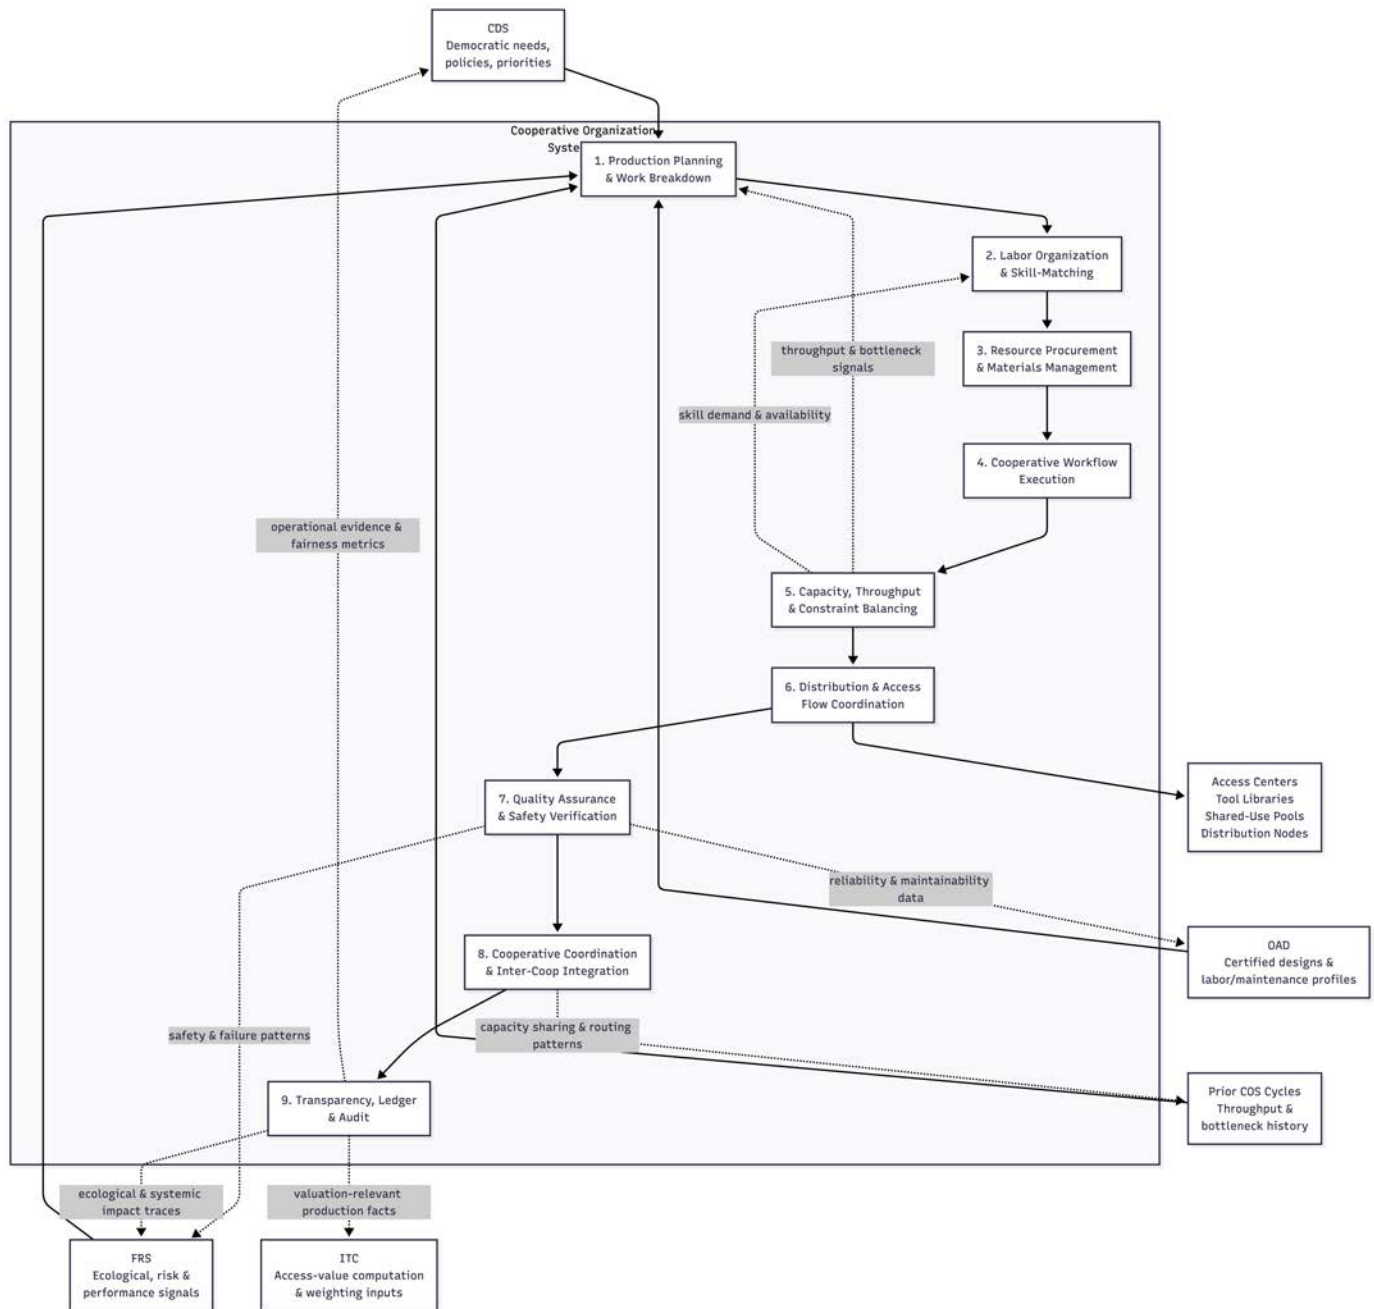 CDS
Democratic needs,
policies, priorities
Cooperative Organization
Syste
1. Production Planning
& Work Breakdown
2. Labor Organization
& Skill-Matching
throughput & bottleneck
signals
3. Resource Procurement
& Materials Management
skill demand & availability
4. Cooperative Workflow
Execution
operational evidence &
fairness metrics
5. Capacity, Throughput
& Constraint Balancing
6. Distribution & Access
Flow Coordination
Access Centers
Tool Libraries
Shared-Use Pools
Distribution Nodes
7. Quality Assurance
& Safety Verification
reliability & maintainability
data
OAD
Certified designs &
labor/maintenance profiles
8. Cooperative Coordination
& Inter-Coop Integration
safety & failure patterns
capacity sharing & routing
patterns
9. Transparency, Ledger
& Audit
Prior COS Cycles
Throughput &
bottleneck history
ecological & systemic
impact traces
valuation-relevant
production facts
FRS
Ecological, risk &
performance signals
ITC
Access-value computation
& weighting inputs